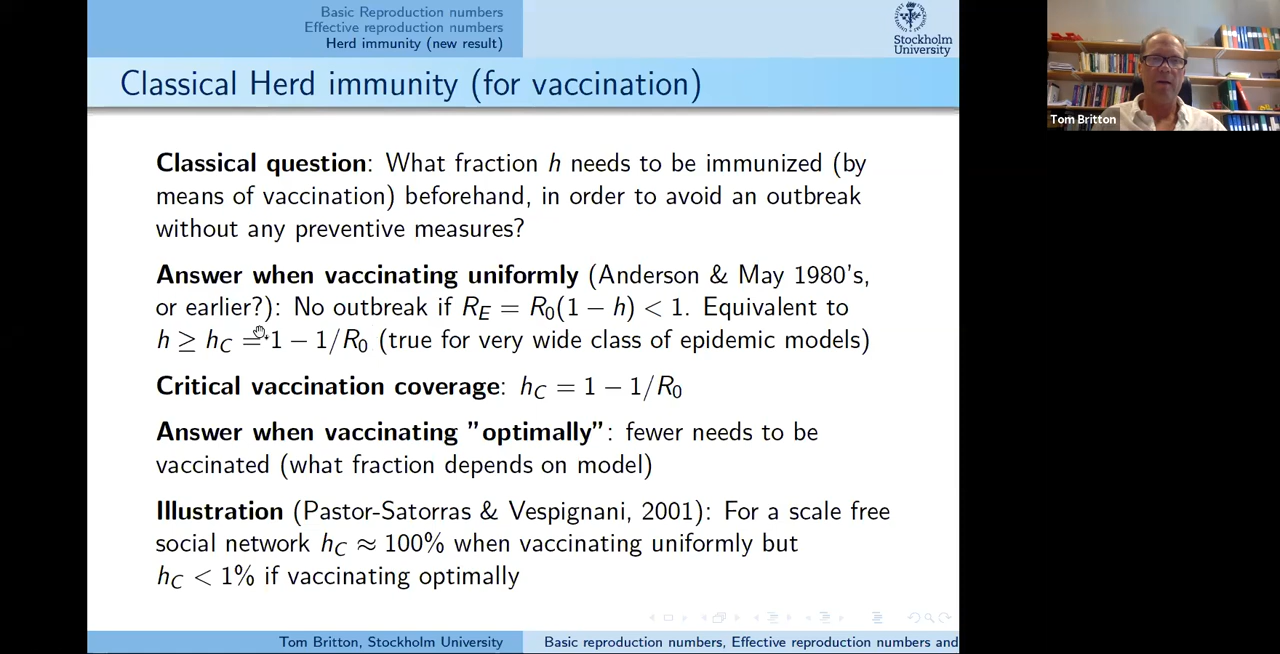 Basic Reproduction numbers
Effective reproduction numbers
Herd immunity (new result)
Stockholm
University
Classical Herd immunity (for vaccination)
Classical question: What fraction h needs to be immunized (by
means of vaccination) beforehand, in order to avoid an outbreak
without any preventive measures?
Answer when vaccinating uniformly (Anderson & May 1980's,
or earlier?): No outbreak if R_E = R_0(1 − h) < 1. Equivalent to
h ≥ h_C = 1 − 1/R_0 (true for very wide class of epidemic models)
Critical vaccination coverage: h_C = 1 − 1/R_0
Answer when vaccinating "optimally": fewer needs to be
vaccinated (what fraction depends on model)
Illustration (Pastor-Satorras & Vespignani, 2001): For a scale free
social network h_C ≈ 100% when vaccinating uniformly but
h_C < 1% if vaccinating optimally
Tom Britton, Stockholm University
Basic reproduction numbers, Effective reproduction numbers and
Tom Britton